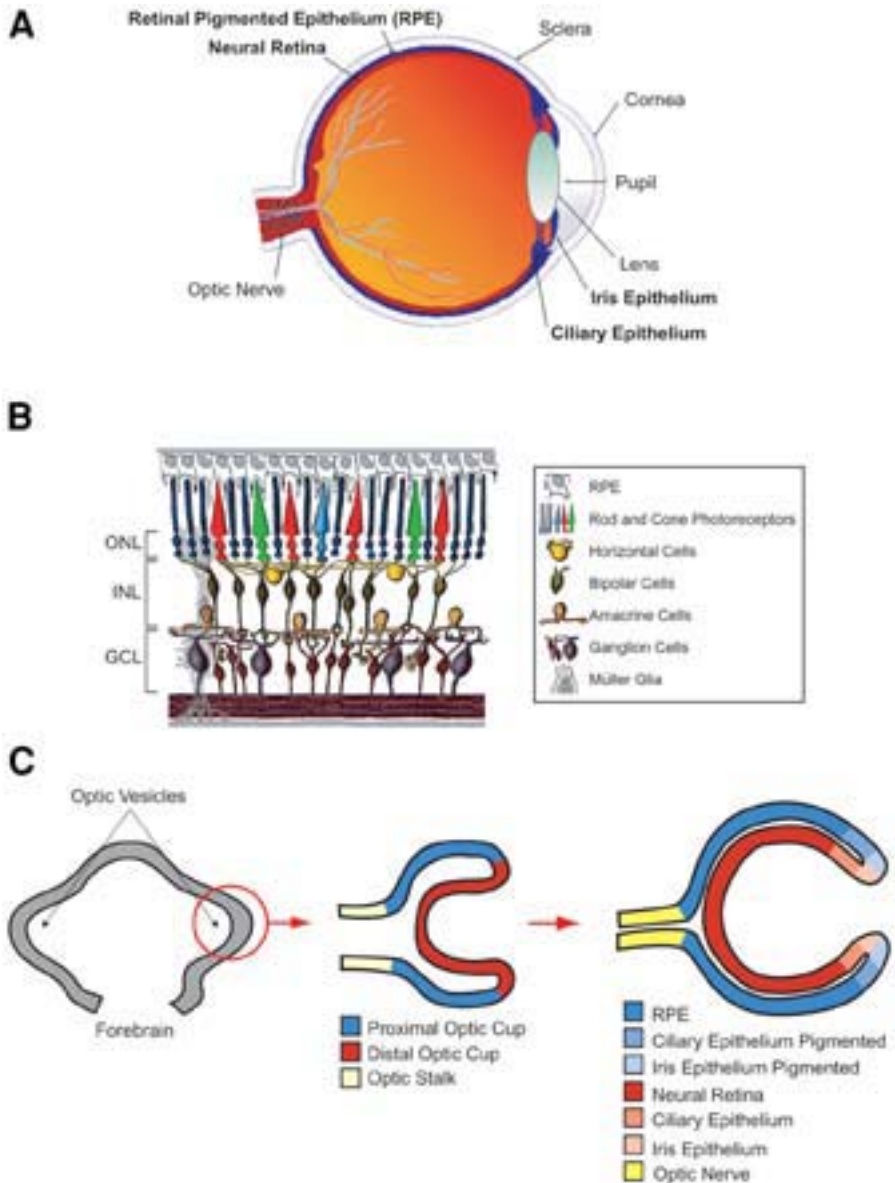 A
Retinal Pigmented Epithelium (RPE)
Neural Retina
Sclera
Cornea
Pupil
Lens
Iris Epithelium
Ciliary Epithelium
Optic Nerve
B
ONL
INL
GCL
RPE
Rod and Cone Photoreceptors
Horizontal Cells
Bipolar Cells
Amacrine Cells
Ganglion Cells
Müller Glia
C
Optic Vesicles
Forebrain
Proximal Optic Cup
Distal Optic Cup
Optic Stalk
RPE
Ciliary Epithelium Pigmented
Iris Epithelium Pigmented
Neural Retina
Ciliary Epithelium
Iris Epithelium
Optic Nerve